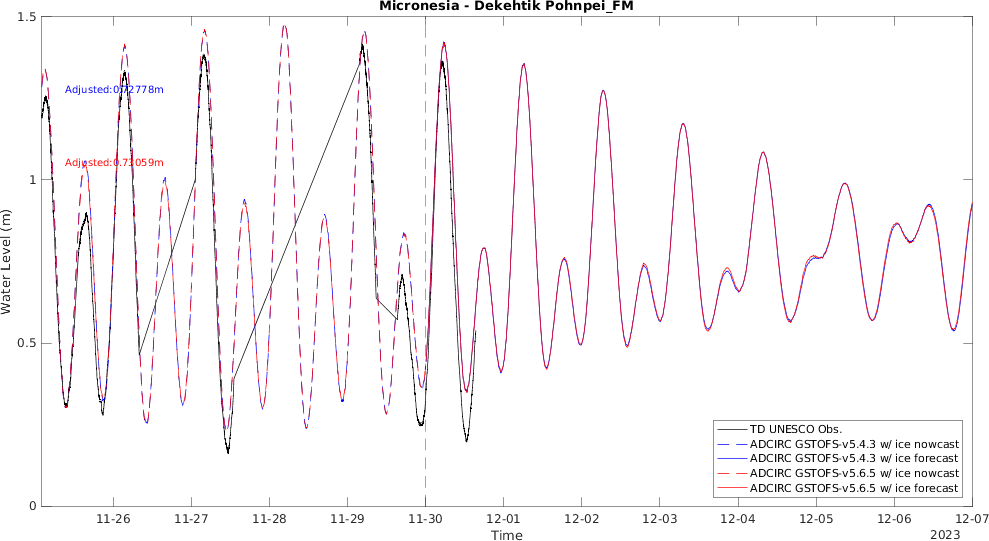 Micronesia - Dekehtik Pohnpei_FM
1.5
1
0.5
0
Water Level (m)
Adjusted:0.72778m
Adjusted:0.73059m
TD UNESCO Obs.
ADCIRC GSTOFS-v5.4.3 w/ ice nowcast
ADCIRC GSTOFS-v5.4.3 w/ ice forecast
ADCIRC GSTOFS-v5.6.5 w/ ice nowcast
ADCIRC GSTOFS-v5.6.5 w/ ice forecast
11-26 11-27 11-28 11-29 11-30 12-01 12-02 12-03 12-04 12-05 12-06 12-07
Time
2023